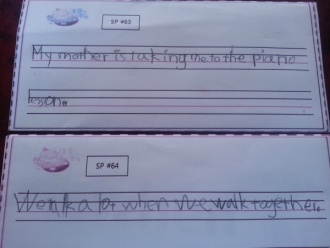 SP #63
My mother is taking me to the piano
lesson.
SP #64
We a lot when we walk together.